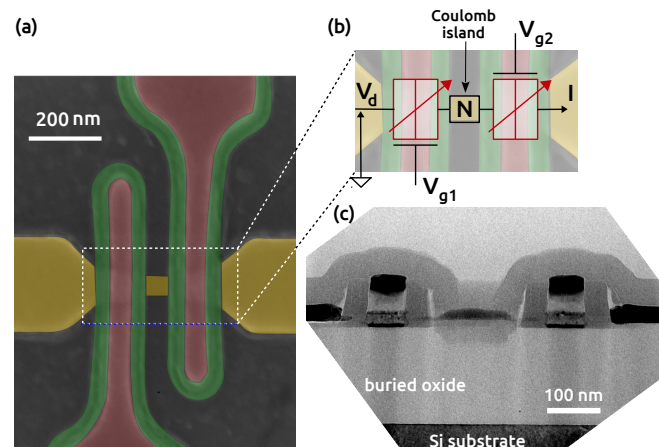 (a)
200 nm
(b)
Coulomb
island
V_g2
V_d
N
I
V_g1
(c)
buried oxide
100 nm
Si substrate